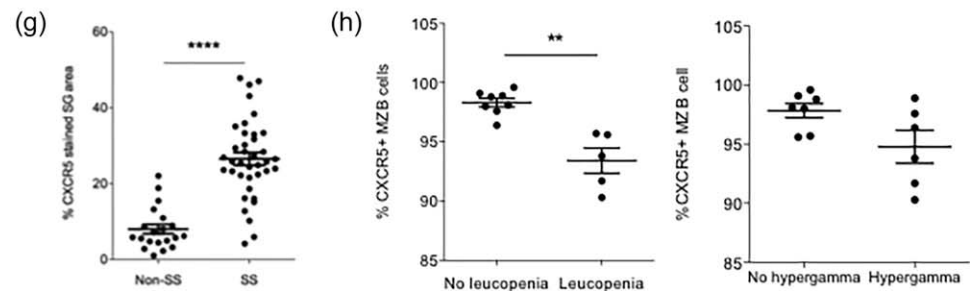 (g)
60
40
20
0
% CXCR5 stained SG area
****
Non-SS
SS
(h)
105
100
95
90
85
% CXCR5+ MZB cells
**
No leucopenia
Leucopenia
105
100
95
90
85
% CXCR5+ MZB cell
No hypergamma
Hypergamma